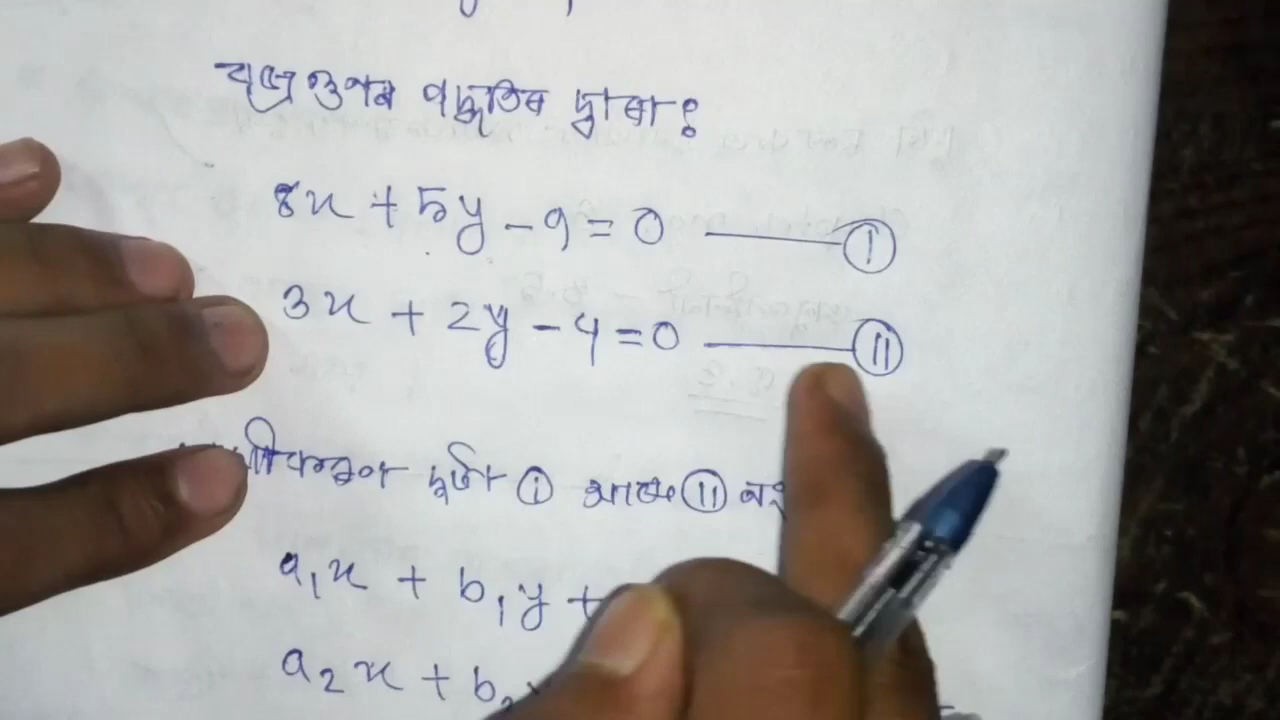 বজ্ৰ গুণন পদ্ধতিৰ দ্বাৰা:
8x + 5y - 9 = 0 (I)
3x + 2y - 4 = 0 (II)
দুটা (I) আৰু (II) নং
a₁x + b₁y +
a₂x + b₂